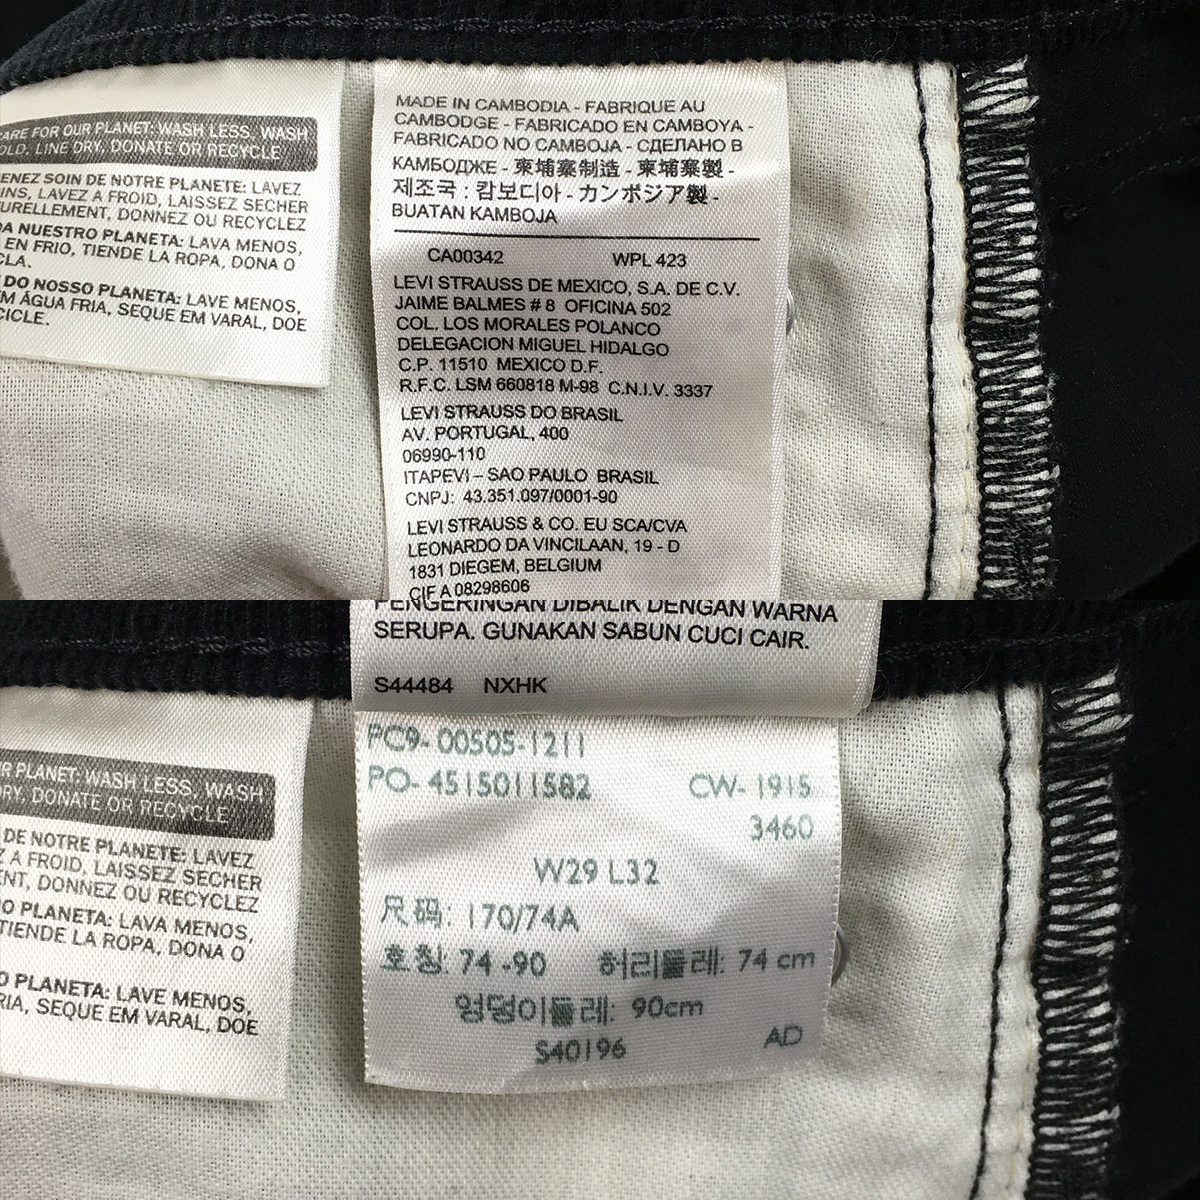 CARE FOR OUR PLANET: WASH LESS, WASH
COLD. LINE DRY, DONATE OR RECYCLE
PRENEZ SOIN DE NOTRE PLANETE: LAVEZ
MOINS, LAVEZ A FROID, LAISSEZ SECHER
NATURELLEMENT, DONNEZ OU RECYCLEZ
DA NUESTRO PLANETA: LAVA MENOS,
EN FRIO, TIENDE LA ROPA, DONA O
CLA.
DO NOSSO PLANETA: LAVE MENOS,
EM ÁGUA FRIA, SEQUE EM VARAL, DOE
CICLE.
MADE IN CAMBODIA - FABRIQUE AU
CAMBODGE - FABRICADO EN CAMBOYA -
FABRICADO NO CAMBOJA - СДЕЛАНО В
КАМБОДЖЕ - 柬埔寨制造 - 柬埔寨製 -
제조국 : 캄보디아 - カンボジア製 -
BUATAN KAMBOJA
CA00342 WPL 423
LEVI STRAUSS DE MEXICO, S.A. DE C.V.
JAIME BALMES # 8 OFICINA 502
COL. LOS MORALES POLANCO
DELEGACION MIGUEL HIDALGO
C.P. 11510 MEXICO D.F.
R.F.C. LSM 660818 M-98 C.N.I.V. 3337
LEVI STRAUSS DO BRASIL
AV. PORTUGAL, 400
06990-110
ITAPEVI – SAO PAULO BRASIL
CNPJ: 43.351.097/0001-90
LEVI STRAUSS & CO. EU SCA/CVA
LEONARDO DA VINCILAAN, 19 - D
1831 DIEGEM, BELGIUM
CIF A 08298606
PENGERINGAN DIBALIK DENGAN WARNA
SERUPA. GUNAKAN SABUN CUCI CAIR.
S44484 NXHK
R PLANET: WASH LESS, WASH
DRY, DONATE OR RECYCLE
DE NOTRE PLANETE: LAVEZ
Z A FROID, LAISSEZ SECHER
ENT, DONNEZ OU RECYCLEZ
O PLANETA: LAVA MENOS,
TIENDE LA ROPA, DONA O
O PLANETA: LAVE MENOS,
RIA, SEQUE EM VARAL, DOE
PC9-00505-1211
PO-4515011582 CW-1915
3460
W29 L32
尺码: 170/74A
호칭: 74-90 허리둘레: 74 cm
엉덩이둘레: 90cm
S40196 AD